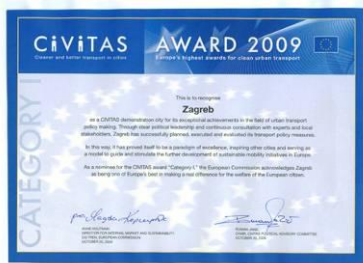 CiViTAS
Cleaner and better transport in cities
AWARD 2009
Europe's highest awards for clean urban transport
CATEGORY I
This is to recognise
Zagreb
as a CIVITAS demonstration city for its exceptional achievements in the field of urban transport
policy making. Through clear political leadership and continuous consultation with experts and local
stakeholders, Zagreb has successfully planned, executed and evaluated its transport policy measures.
In this way, it has proved itself to be a paradigm of excellence, inspiring other cities and serving as
a model to guide and stimulate the further development of sustainable mobility initiatives in Europe.
As a nominee for the CIVITAS award "Category I," the European Commission acknowledges Zagreb
as being one of Europe's best in making a real difference for the welfare of the European citizen.